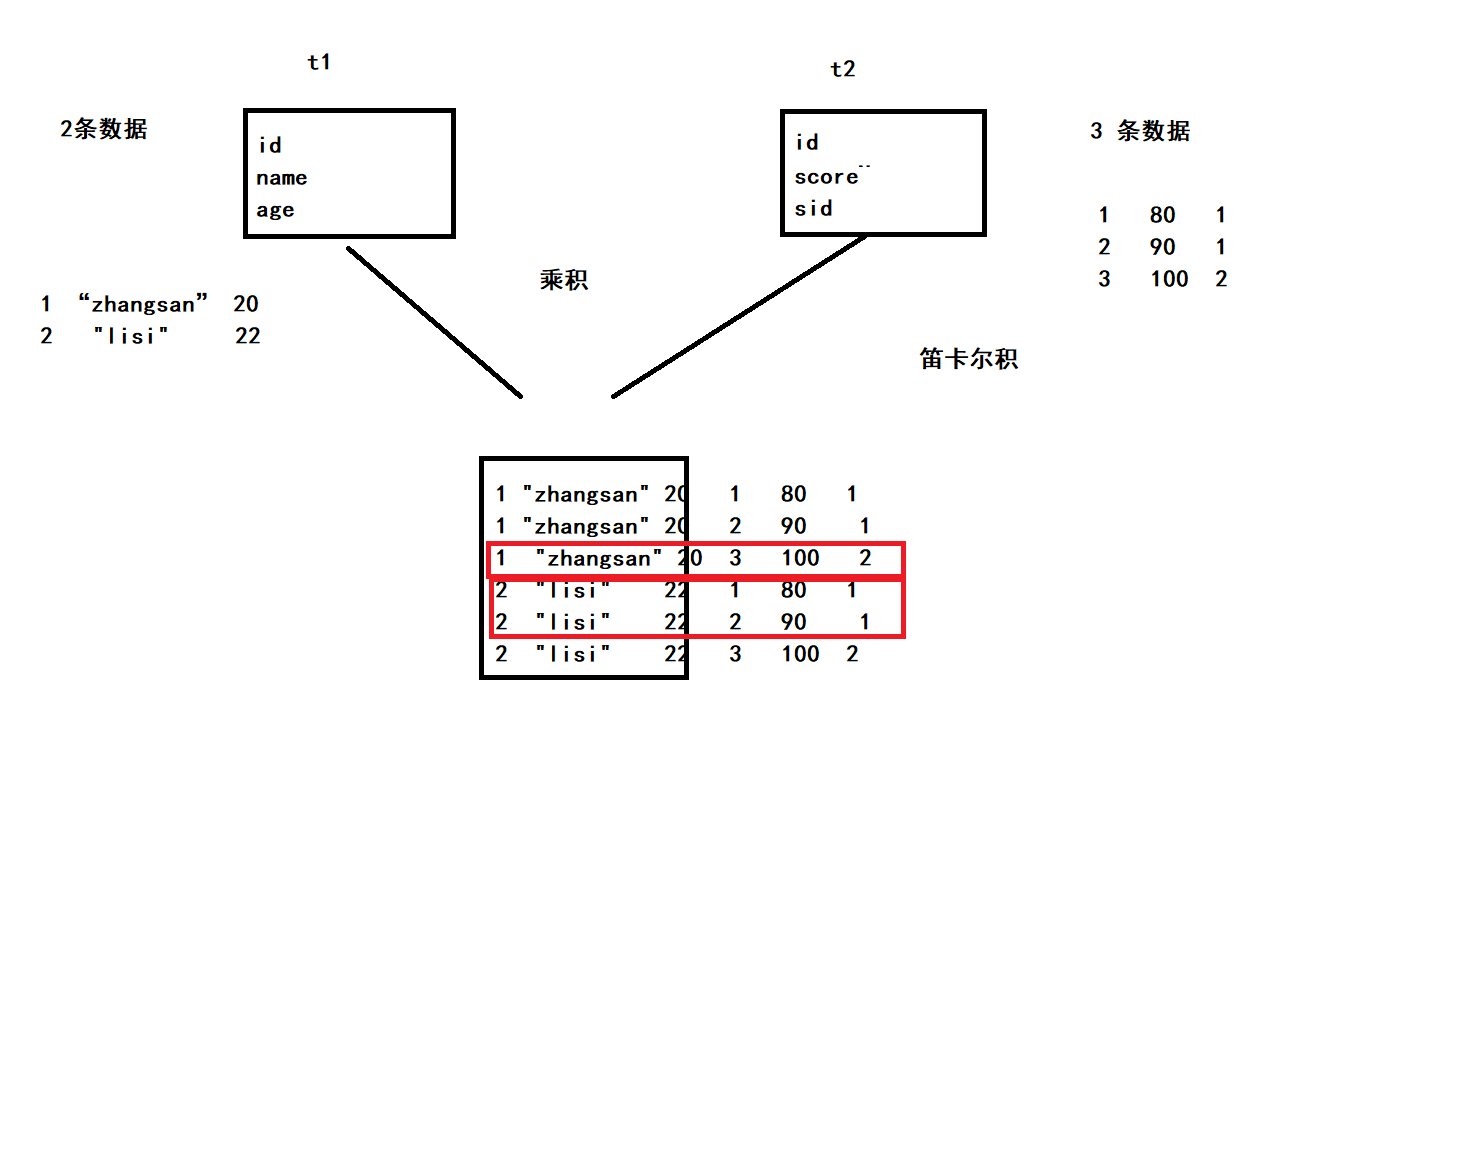 t1
t2
2条数据
id
name
age
id
score--
sid
3 条数据
1 80 1
2 90 1
3 100 2
乘积
1 “zhangsan” 20
2 "lisi" 22
笛卡尔积
1 "zhangsan" 20 1 80 1
1 "zhangsan" 20 2 90 1
1 "zhangsan" 20 3 100 2
2 "lisi" 22 1 80 1
2 "lisi" 22 2 90 1
2 "lisi" 22 3 100 2